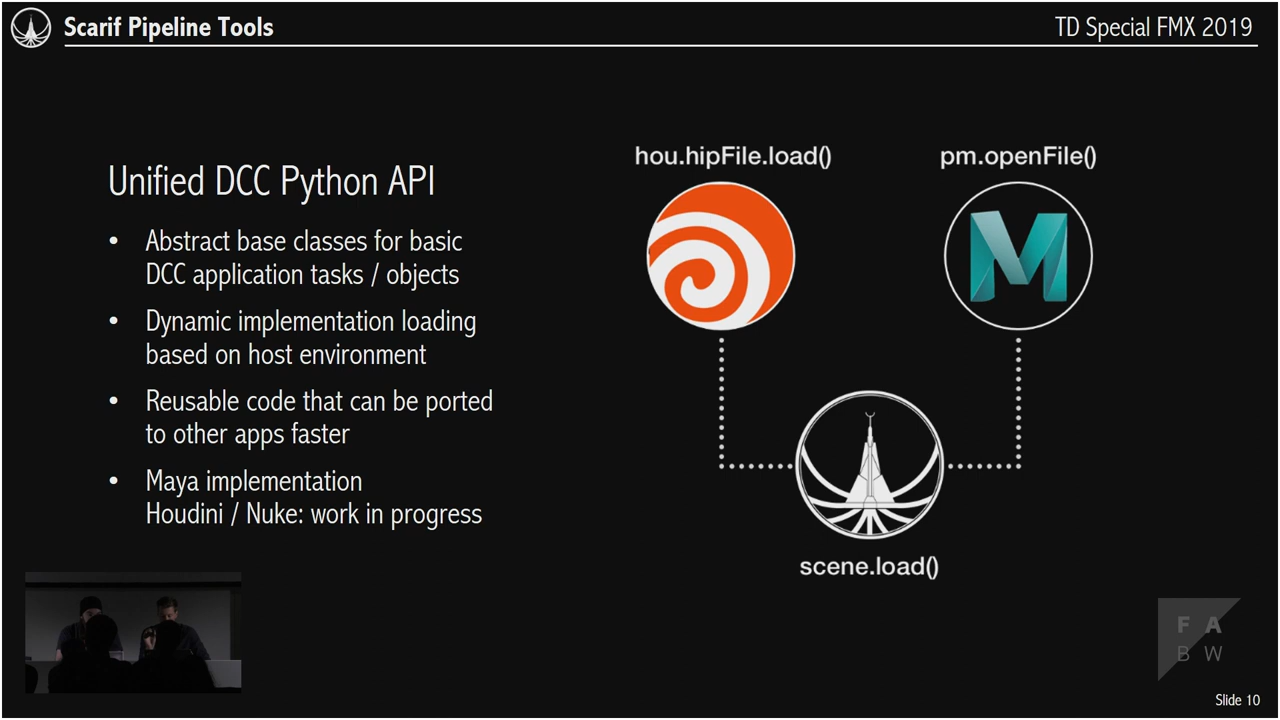 Scarif Pipeline Tools
TD Special FMX 2019
Unified DCC Python API
• Abstract base classes for basic
DCC application tasks / objects
• Dynamic implementation loading
based on host environment
• Reusable code that can be ported
to other apps faster
• Maya implementation
Houdini / Nuke: work in progress
hou.hipFile.load()
pm.openFile()
M
scene.load()
F A
B W
Slide 10